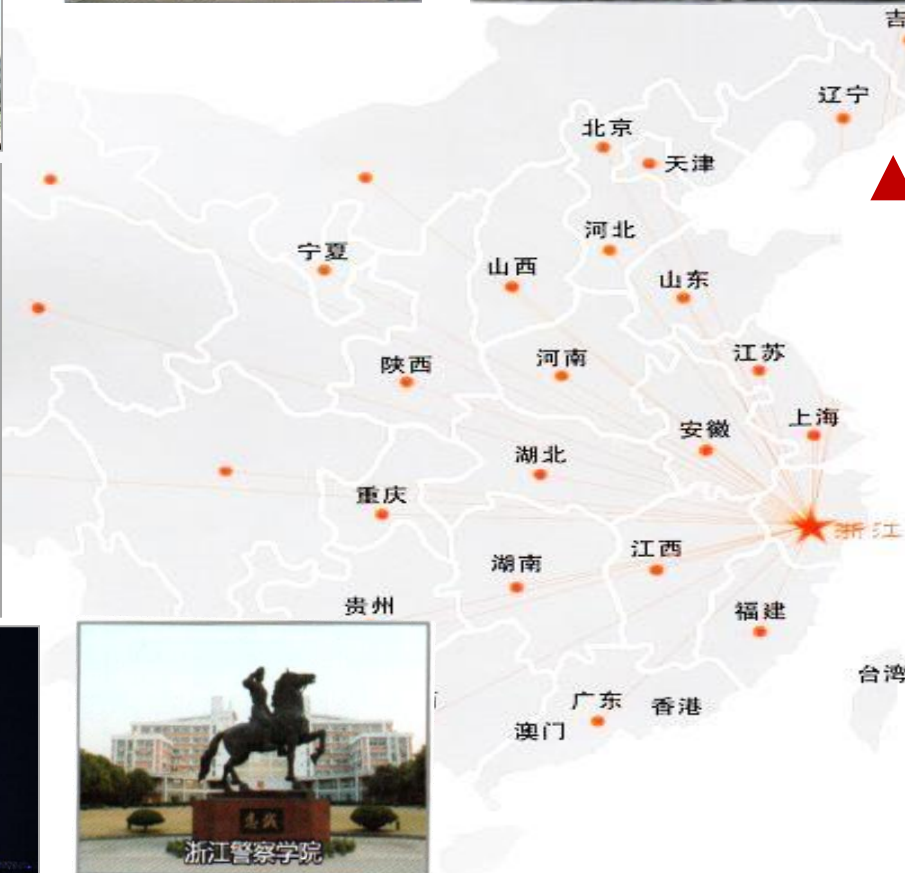 吉
辽宁
北京
天津
河北
宁夏
山西
山东
江苏
河南
陕西
上海
安徽
湖北
重庆
浙江
江西
湖南
贵州
福建
台湾
广东
香港
澳门
忠诚
浙江警察学院